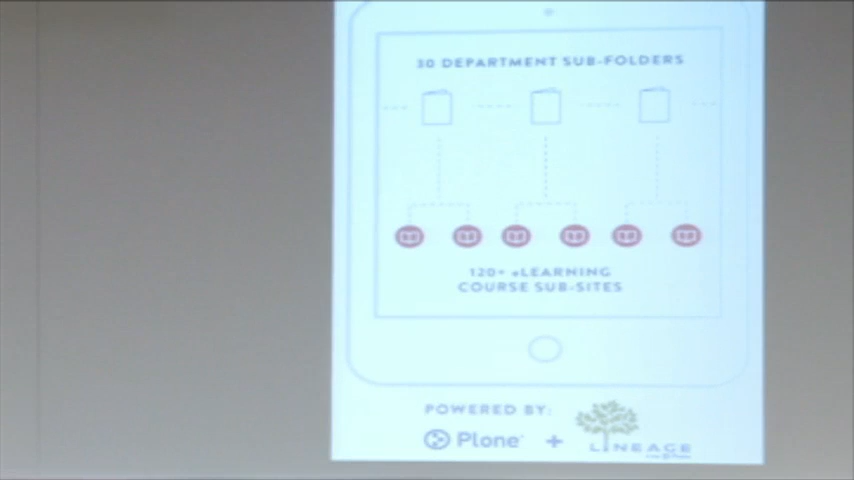 30 DEPARTMENT SUB-FOLDERS
120+ eLEARNING
COURSE SUB-SITES
POWERED BY:
Plone + LINEAGE